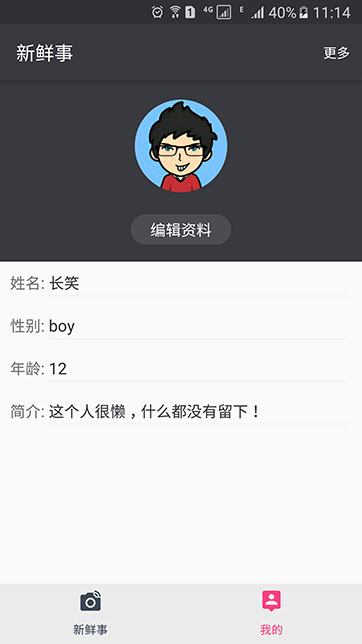 1 4G E 40% 11:14
新鲜事 更多
编辑资料
姓名: 长笑
性别: boy
年龄: 12
简介: 这个人很懒，什么都没有留下！
新鲜事 我的